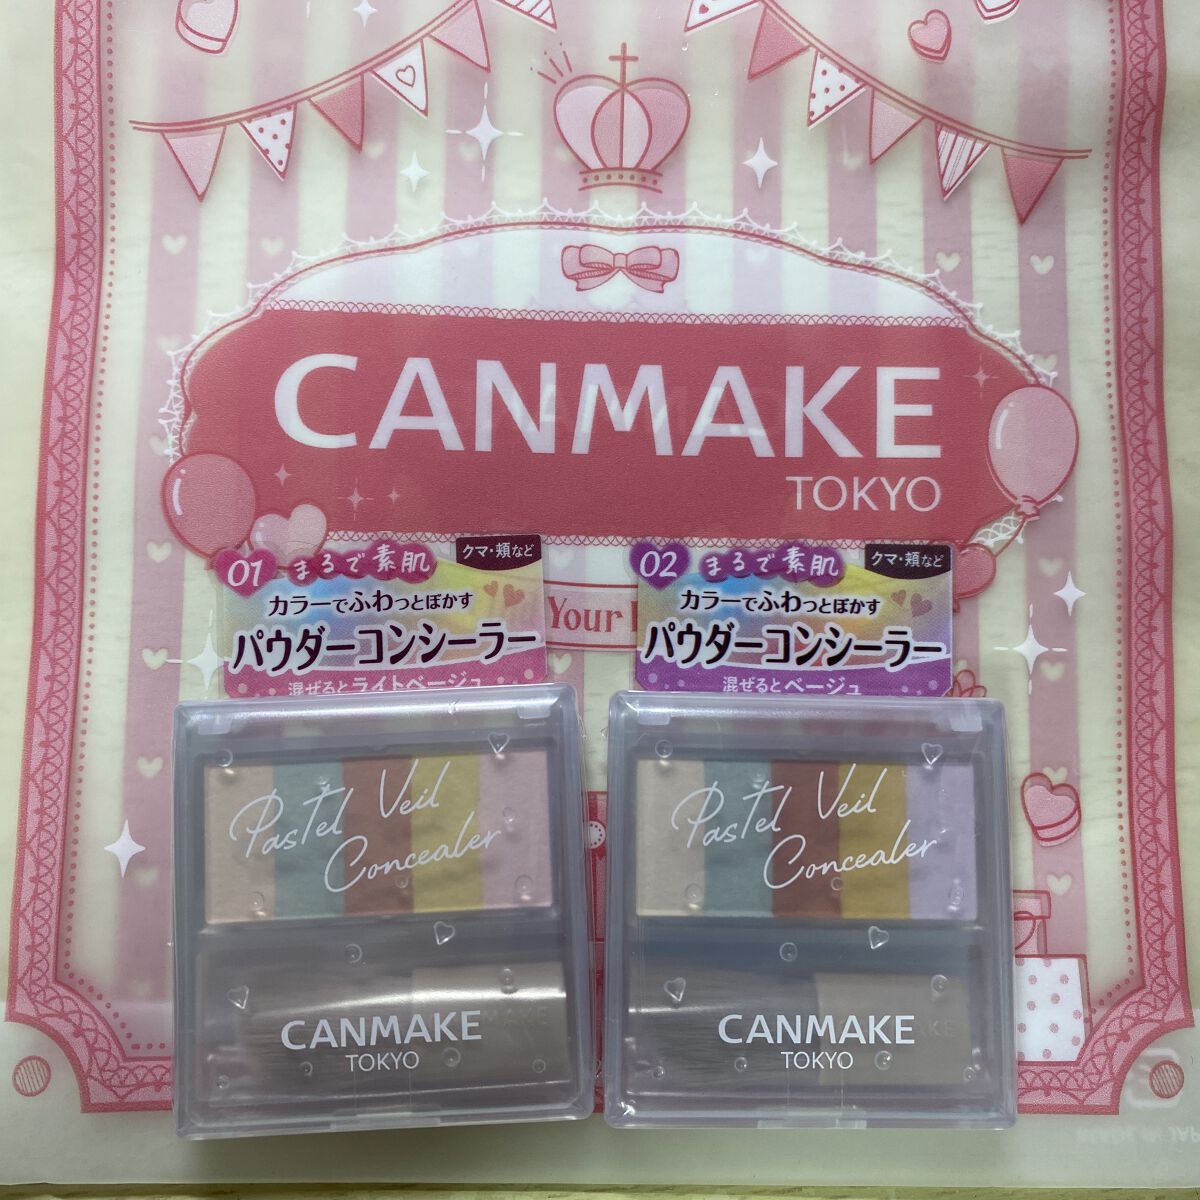 CANMAKE
TOKYO
Your
01 まるで素肌
クマ・頬など
カラーでふわっとぼかす
パウダーコンシーラー
混ぜるとライトベージュ
02 まるで素肌
クマ・頬など
カラーでふわっとぼかす
パウダーコンシーラー
混ぜるとベージュ
Pastel Veil
Concealer
CANMAKE
TOKYO
Pastel Veil
Concealer
CANMAKE
TOKYO